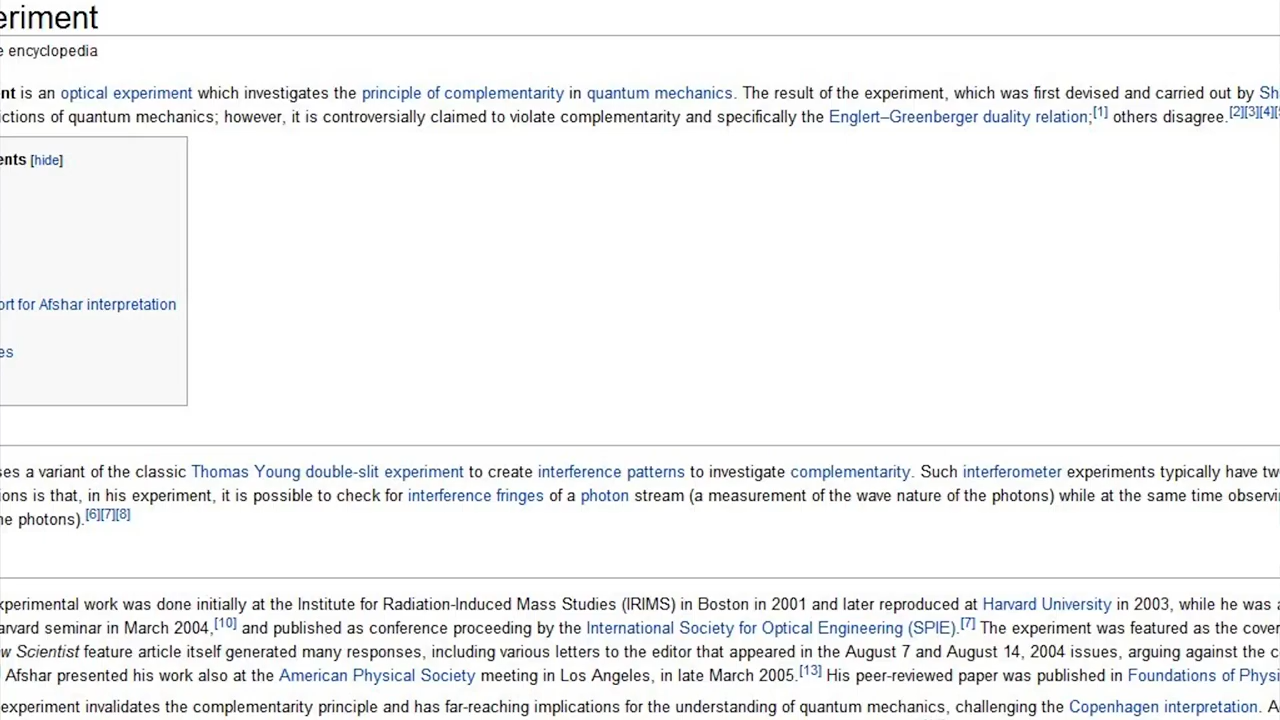 eriment
e encyclopedia
nt is an optical experiment which investigates the principle of complementarity in quantum mechanics. The result of the experiment, which was first devised and carried out by Sh
ictions of quantum mechanics; however, it is controversially claimed to violate complementarity and specifically the Englert–Greenberger duality relation;[1] others disagree.[2][3][4][
ents [hide]
ort for Afshar interpretation
es
ses a variant of the classic Thomas Young double-slit experiment to create interference patterns to investigate complementarity. Such interferometer experiments typically have tw
ions is that, in his experiment, it is possible to check for interference fringes of a photon stream (a measurement of the wave nature of the photons) while at the same time observi
he photons).[6][7][8]
xperimental work was done initially at the Institute for Radiation-Induced Mass Studies (IRIMS) in Boston in 2001 and later reproduced at Harvard University in 2003, while he was a
arvard seminar in March 2004,[10] and published as conference proceeding by the International Society for Optical Engineering (SPIE).[7] The experiment was featured as the cover
w Scientist feature article itself generated many responses, including various letters to the editor that appeared in the August 7 and August 14, 2004 issues, arguing against the c
Afshar presented his work also at the American Physical Society meeting in Los Angeles, in late March 2005.[13] His peer-reviewed paper was published in Foundations of Physi
experiment invalidates the complementarity principle and has far-reaching implications for the understanding of quantum mechanics, challenging the Copenhagen interpretation. A